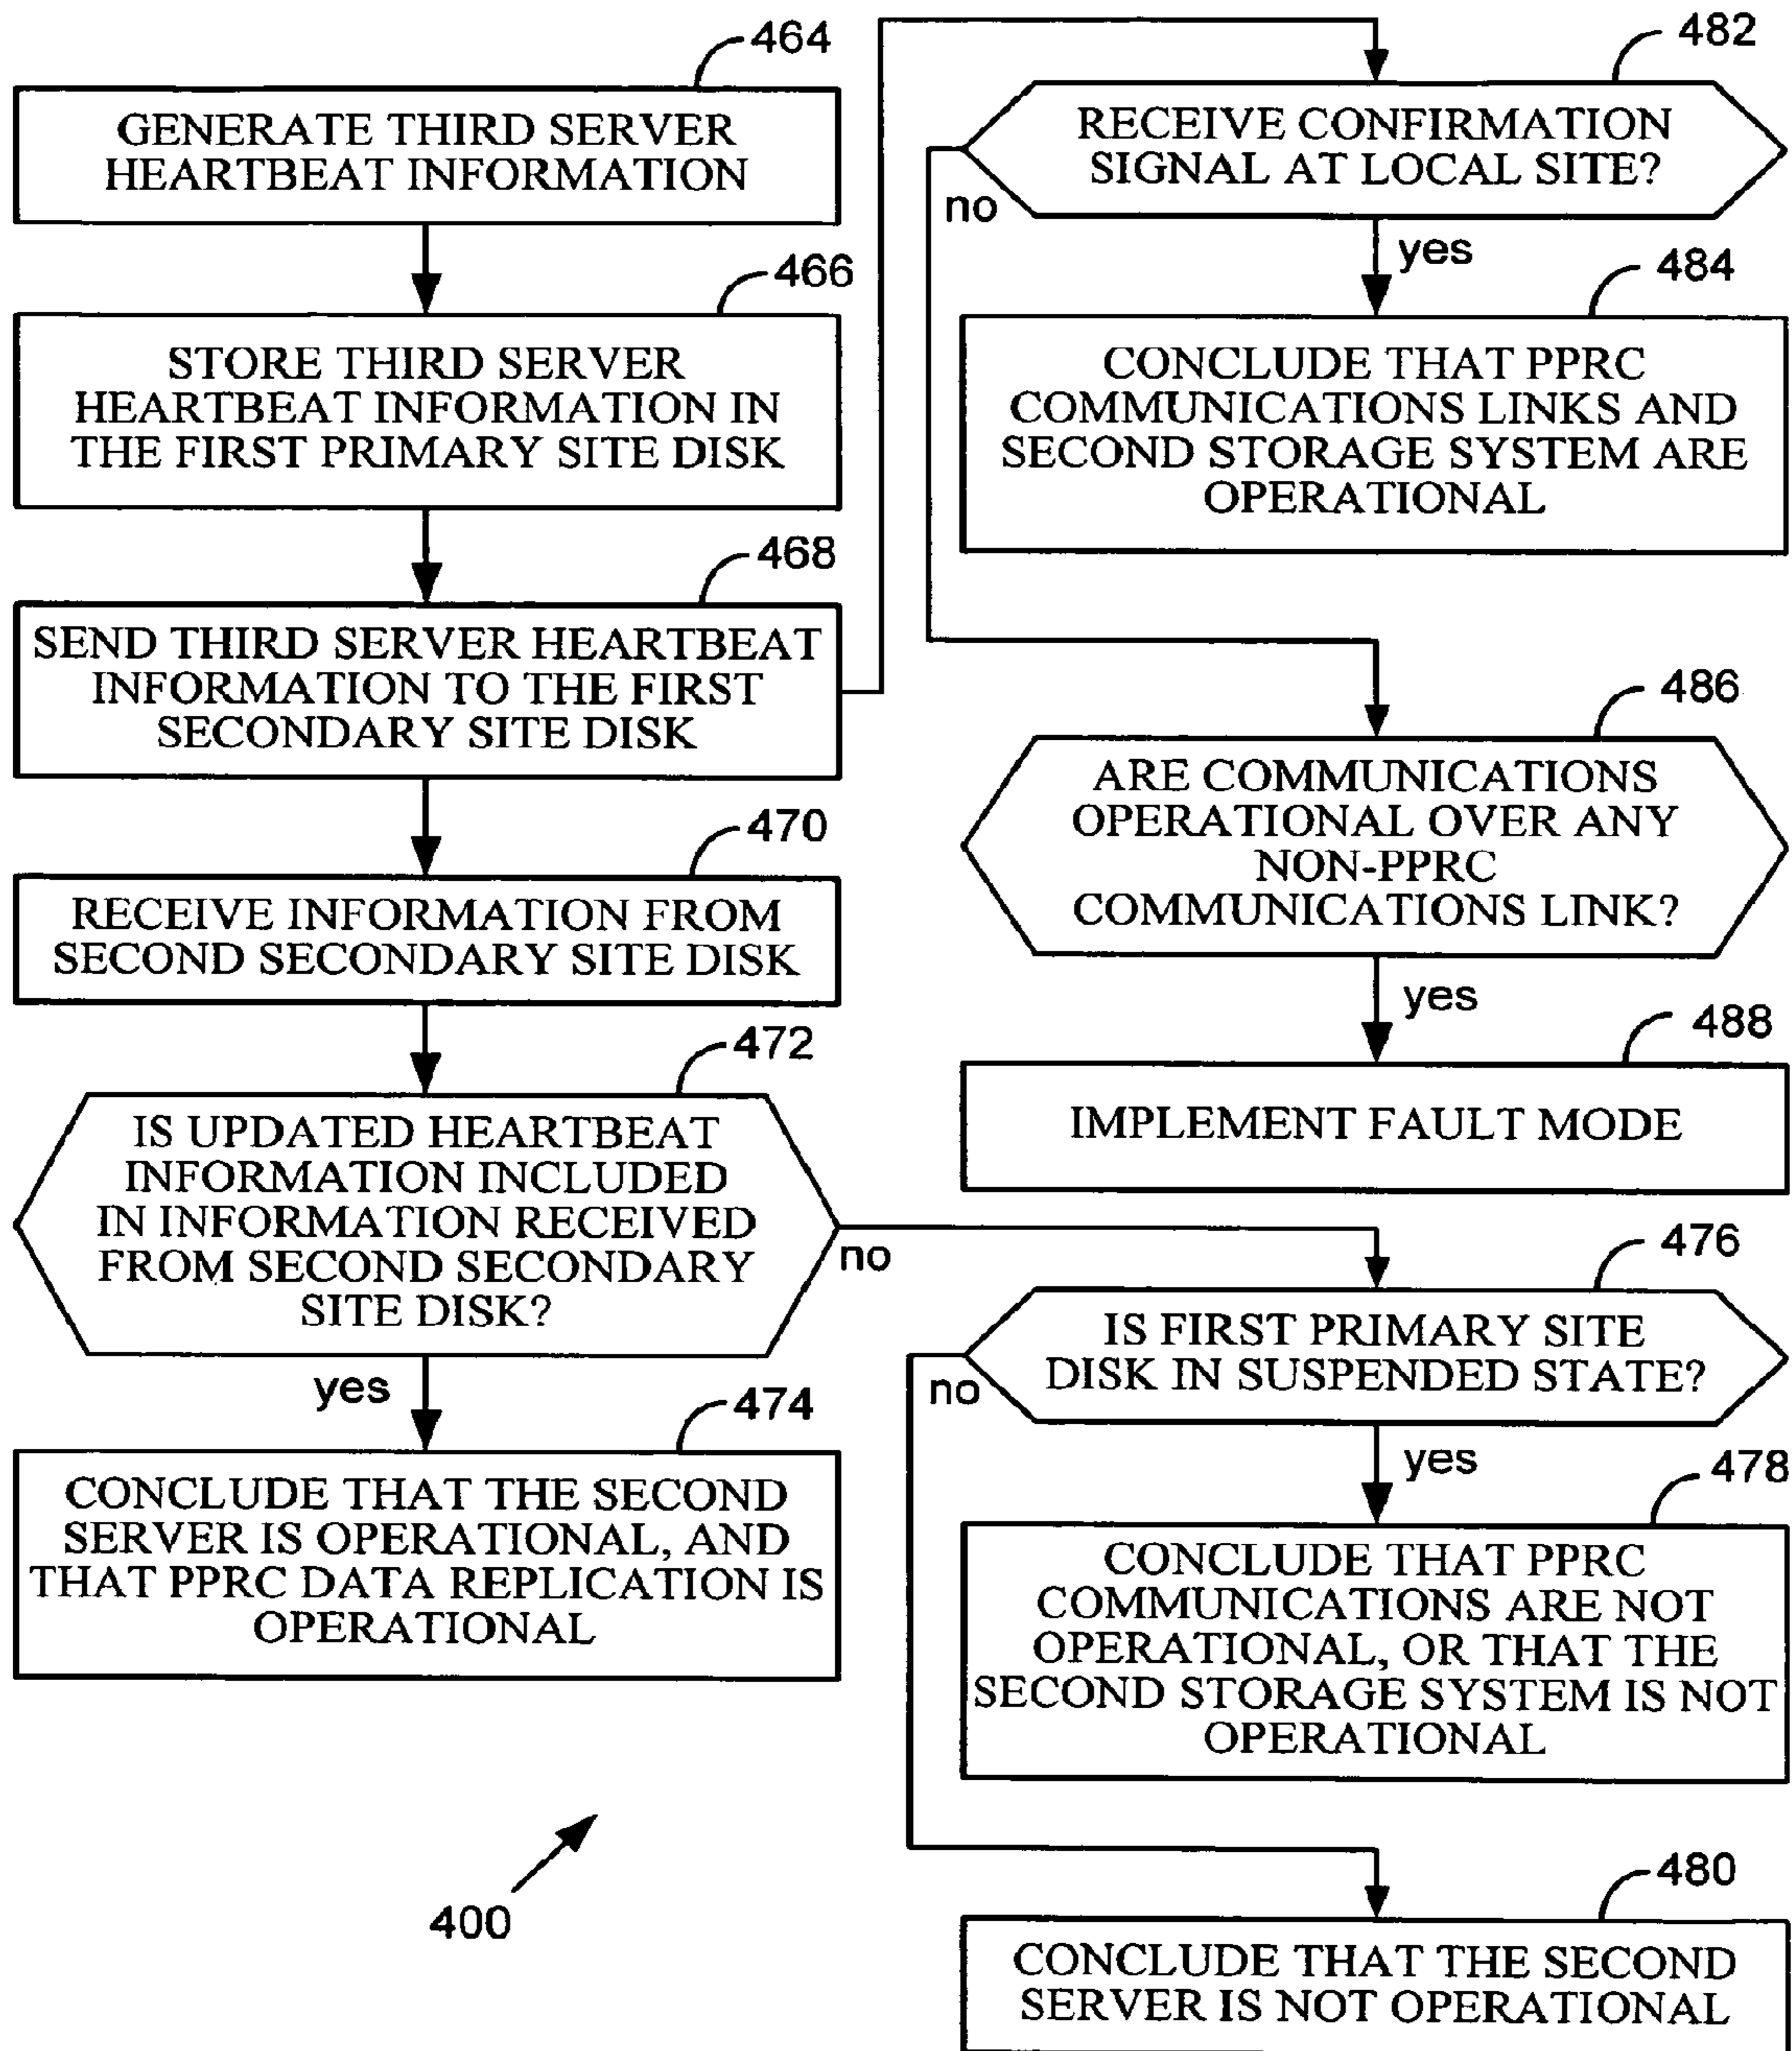 464
GENERATE THIRD SERVER
HEARTBEAT INFORMATION
466
STORE THIRD SERVER
HEARTBEAT INFORMATION IN
THE FIRST PRIMARY SITE DISK
468
SEND THIRD SERVER HEARTBEAT
INFORMATION TO THE FIRST
SECONDARY SITE DISK
470
RECEIVE INFORMATION FROM
SECOND SECONDARY SITE DISK
472
IS UPDATED HEARTBEAT
INFORMATION INCLUDED
IN INFORMATION RECEIVED
FROM SECOND SECONDARY
SITE DISK?
no
yes
474
CONCLUDE THAT THE SECOND
SERVER IS OPERATIONAL, AND
THAT PPRC DATA REPLICATION IS
OPERATIONAL
400
482
RECEIVE CONFIRMATION
SIGNAL AT LOCAL SITE?
no
yes
484
CONCLUDE THAT PPRC
COMMUNICATIONS LINKS AND
SECOND STORAGE SYSTEM ARE
OPERATIONAL
486
ARE COMMUNICATIONS
OPERATIONAL OVER ANY
NON-PPRC
COMMUNICATIONS LINK?
yes
488
IMPLEMENT FAULT MODE
476
IS FIRST PRIMARY SITE
DISK IN SUSPENDED STATE?
no
yes
478
CONCLUDE THAT PPRC
COMMUNICATIONS ARE NOT
OPERATIONAL, OR THAT THE
SECOND STORAGE SYSTEM IS NOT
OPERATIONAL
480
CONCLUDE THAT THE SECOND
SERVER IS NOT OPERATIONAL